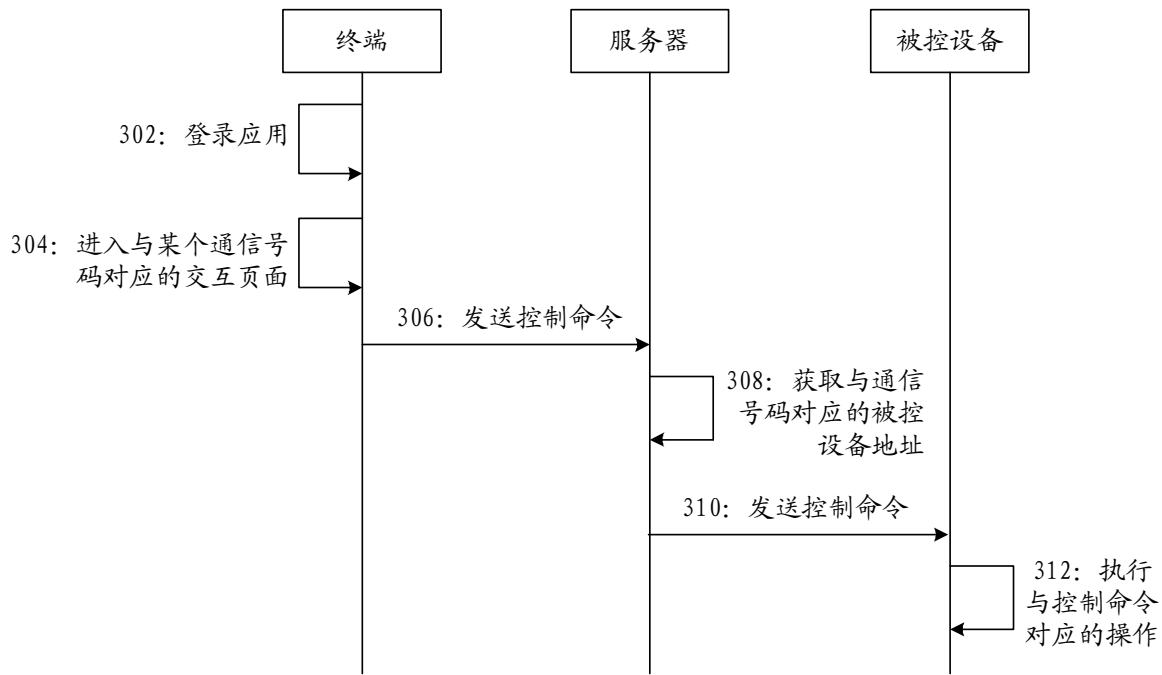 终端
服务器
被控设备
302：登录应用
304：进入与某个通信号
码对应的交互页面
306：发送控制命令
308：获取与通信
号码对应的被控
设备地址
310：发送控制命令
312：执行
与控制命令
对应的操作